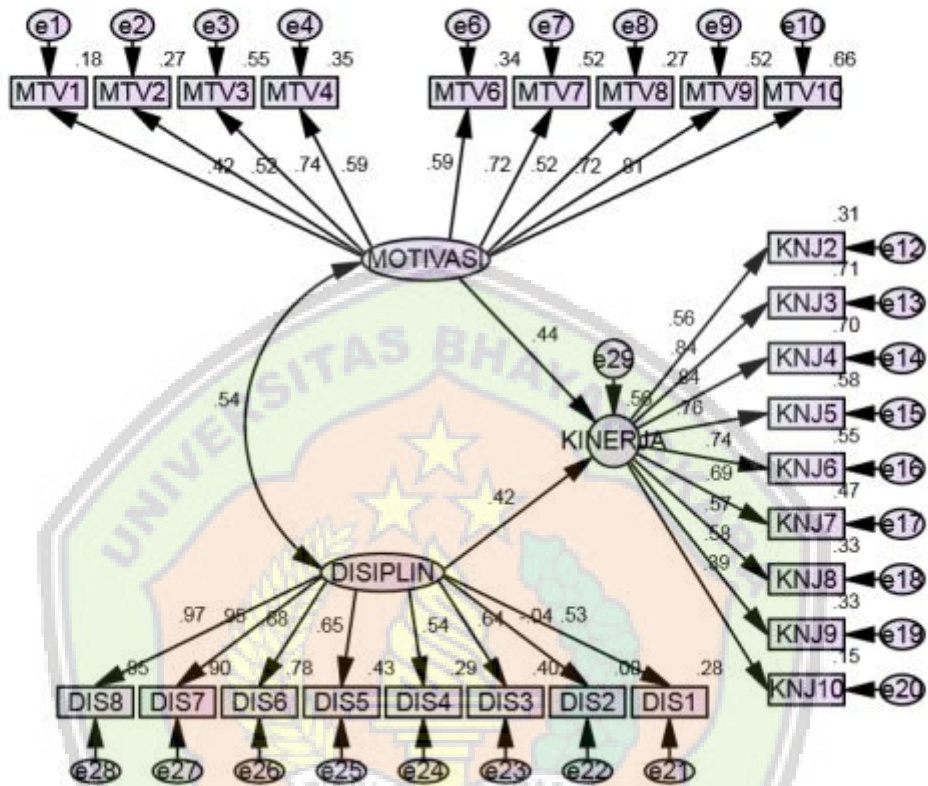 e1 e2 e3 e4 e6 e7 e8 e9 e10
.18 .27 .55 .35 .34 .52 .27 .52 .66
MTV1 MTV2 MTV3 MTV4 MTV6 MTV7 MTV8 MTV9 MTV10
.42 .52 .74 .59 .59 .72 .52 .72 .81
MOTIVASI
.31
KNJ2 e12
.71
KNJ3 e13
.70
KNJ4 e14
.58
KNJ5 e15
.55
KNJ6 e16
.47
KNJ7 e17
.33
KNJ8 e18
.33
KNJ9 e19
.15
KNJ10 e20
.56
.84
.84
.76
.74
.69
.57
.58
.39
.44
e29
.56
KINERJA
.54
.42
DISIPLIN
.97 .95 .88 .65 .54 .64 -.04 .53
.95 .90 .78 .43 .29 .40 .00 .28
DIS8 DIS7 DIS6 DIS5 DIS4 DIS3 DIS2 DIS1
e28 e27 e26 e25 e24 e23 e22 e21
UNIVERSITAS BHAYA